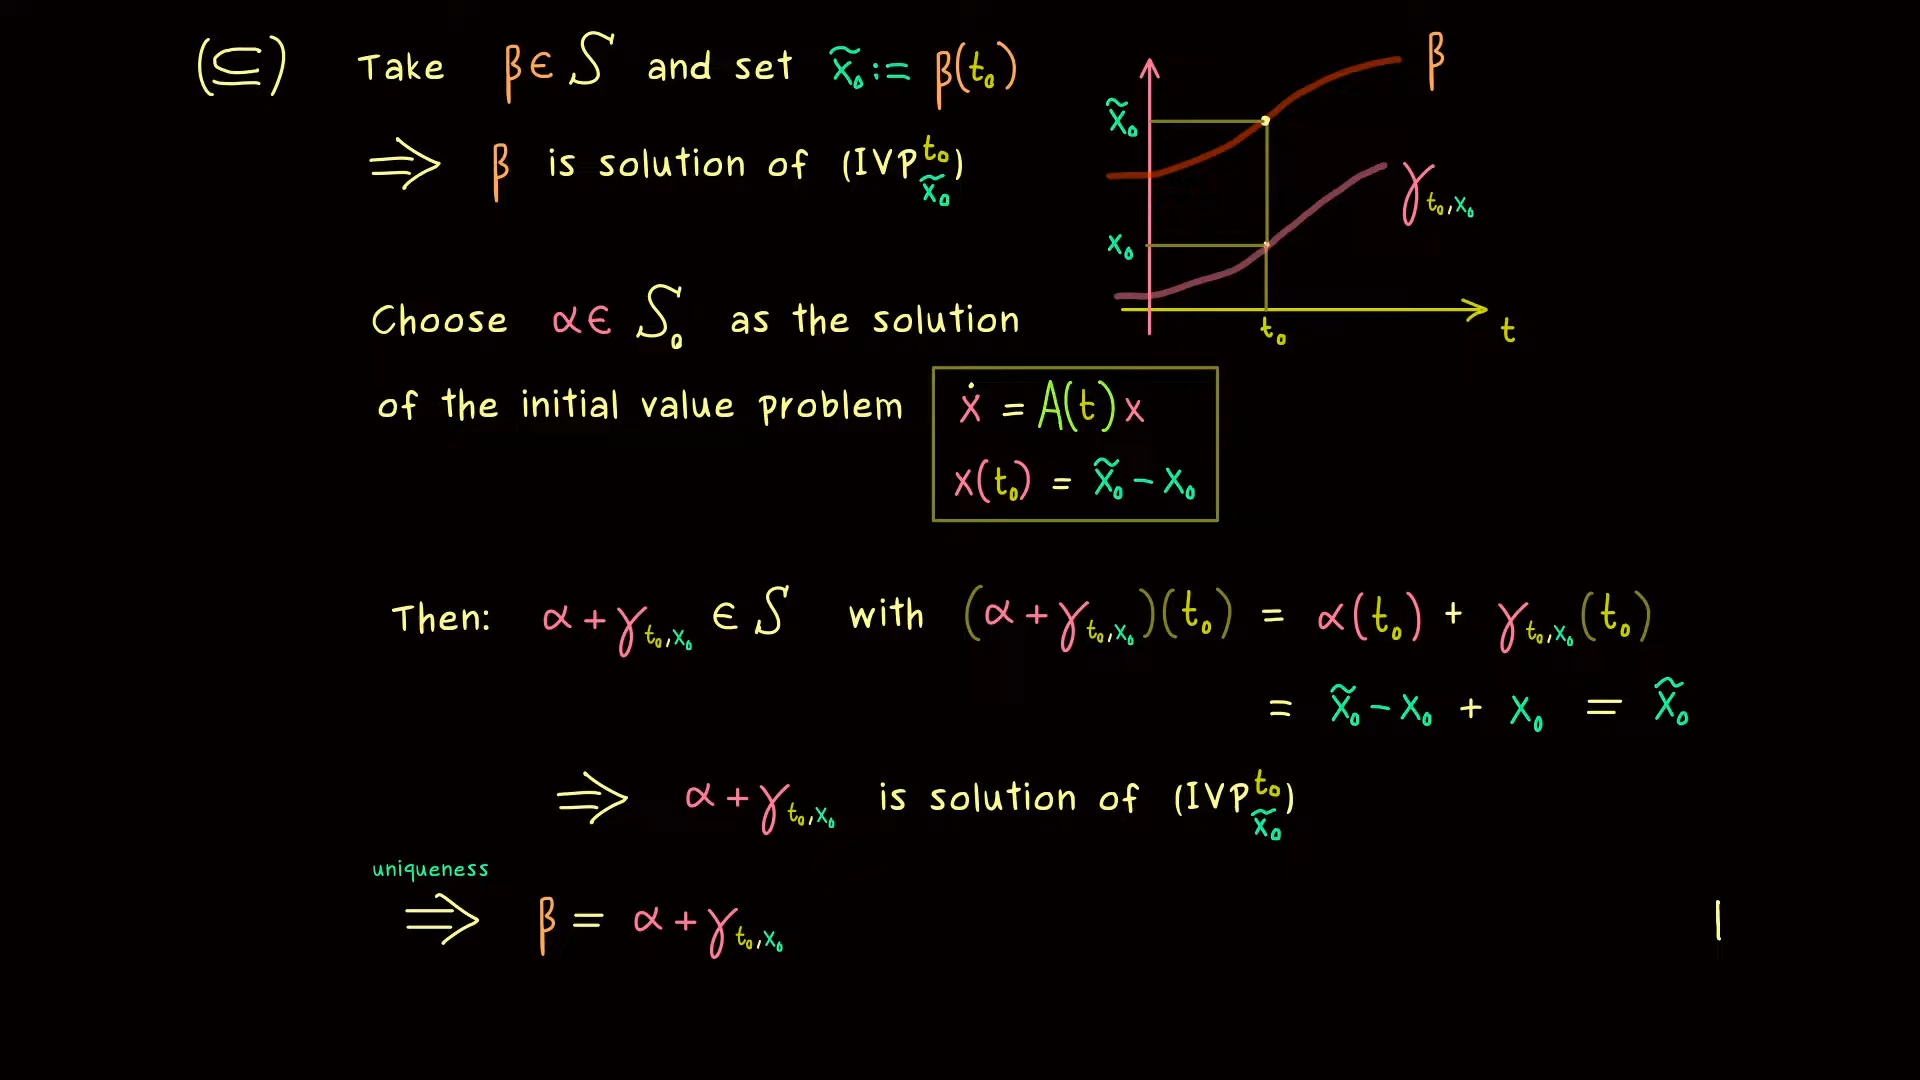 (⊆) Take β ∈ S and set x̃₀ := β(t₀)
⇒ β is solution of (IVP^{t₀}_{x̃₀})
β
x̃₀
γ_{t₀,x₀}
x₀
t₀
t
Choose α ∈ S₀ as the solution
of the initial value problem
ẋ = A(t)x
x(t₀) = x̃₀ − x₀
Then: α + γ_{t₀,x₀} ∈ S with (α + γ_{t₀,x₀})(t₀) = α(t₀) + γ_{t₀,x₀}(t₀)
= x̃₀ − x₀ + x₀ = x̃₀
⇒ α + γ_{t₀,x₀} is solution of (IVP^{t₀}_{x̃₀})
uniqueness
⇒ β = α + γ_{t₀,x₀}